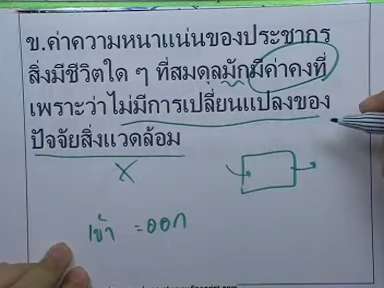 ข.ค่าความหนาแน่นของประชากร
สิ่งมีชีวิตใด ๆ ที่สมดุลมักมีค่าคงที่
เพราะว่าไม่มีการเปลี่ยนแปลงของ
ปัจจัยสิ่งแวดล้อม
X
เข้า = ออก